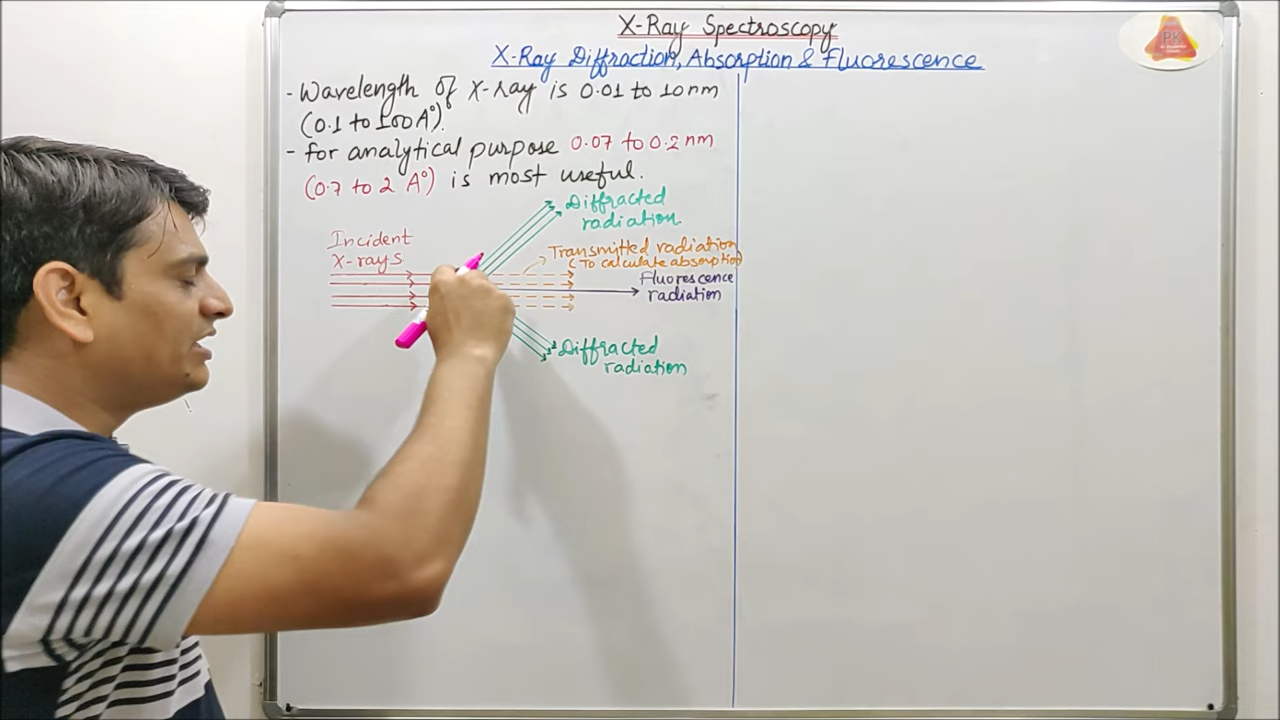 X-Ray Spectroscopy
X-Ray Diffraction, Absorption & Fluorescence
- Wavelength of X-ray is 0.01 to 10nm
(0.1 to 100 A°).
- for analytical purpose 0.07 to 0.2 nm
(0.7 to 2 A°) is most useful.
Diffracted
radiation.
Incident
X-rays
Transmitted radiation
(To calculate absorption)
Fluorescence
radiation
Diffracted
radiation
PK